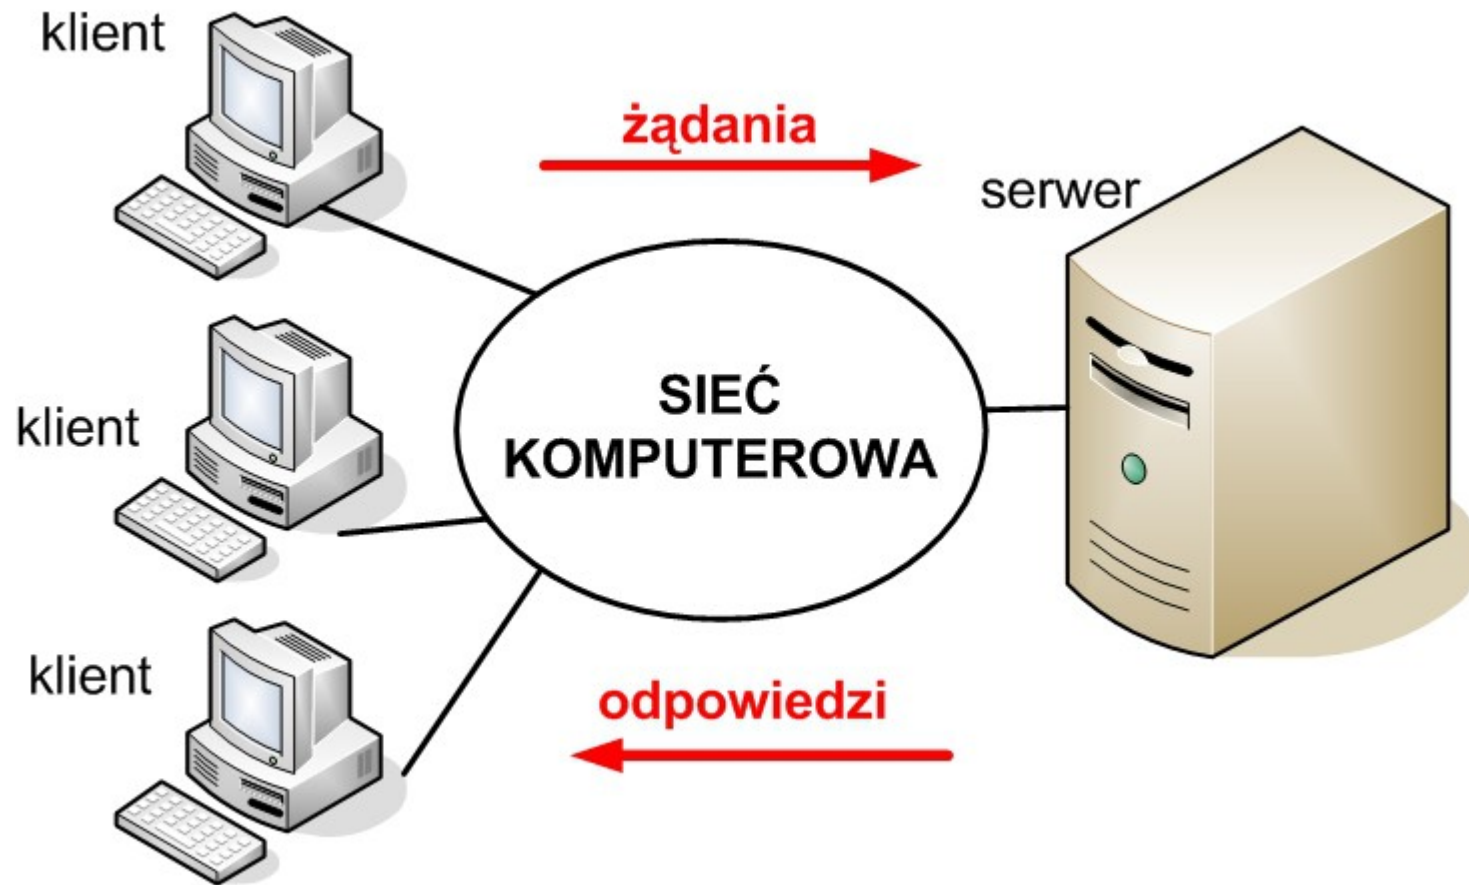 klient
żądania
serwer
SIEĆ
KOMPUTEROWA
klient
klient
odpowiedzi